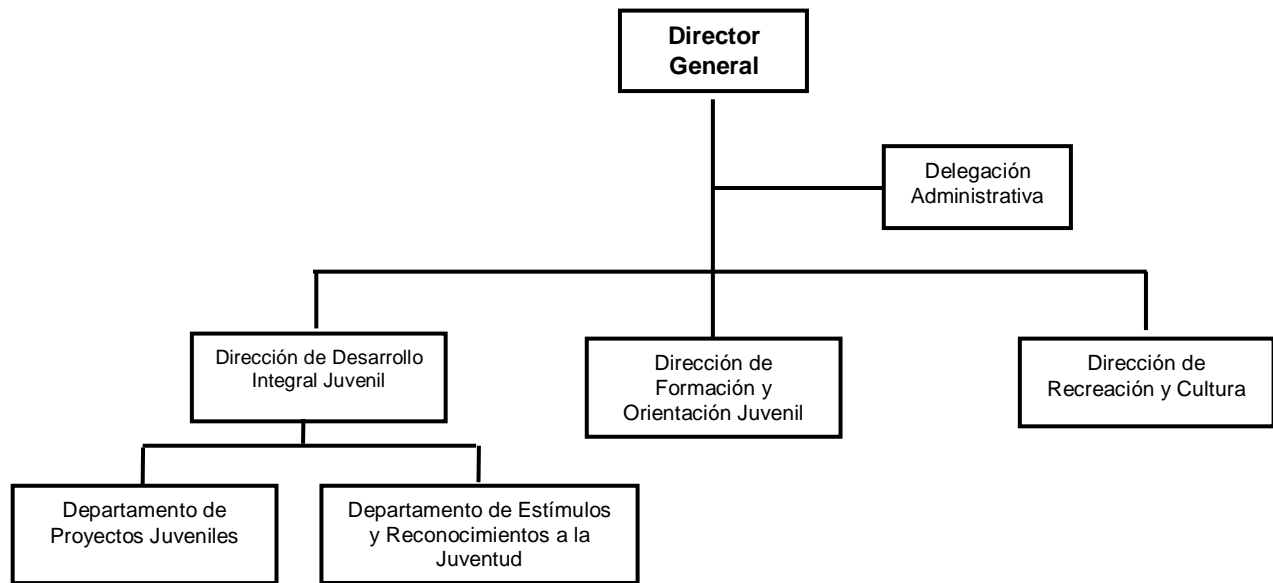 Director
General
Delegación
Administrativa
Dirección de Desarrollo
Integral Juvenil
Dirección de
Formación y
Orientación Juvenil
Dirección de
Recreación y Cultura
Departamento de
Proyectos Juveniles
Departamento de Estímulos
y Reconocimientos a la
Juventud